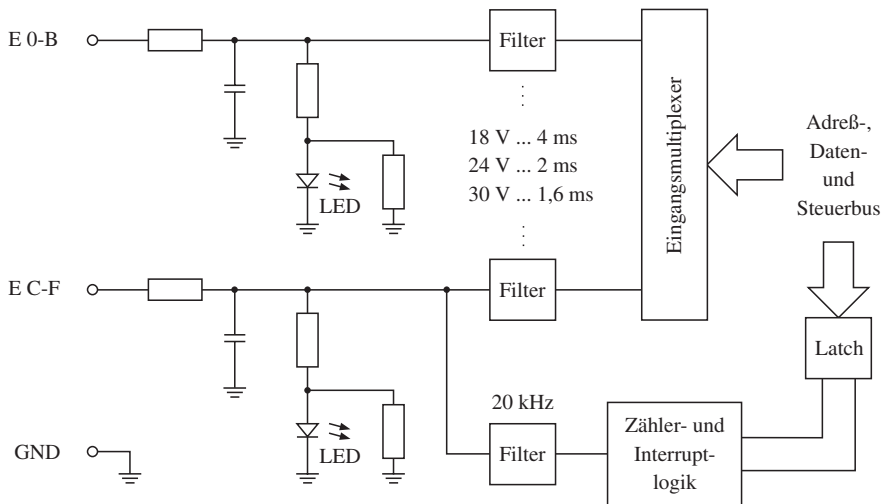 E 0-B
Filter
18 V ... 4 ms
24 V ... 2 ms
30 V ... 1,6 ms
LED
Eingangsmultiplexer
Adreß-,
Daten-
und
Steuerbus
E C-F
Filter
Latch
20 kHz
LED
Filter
Zähler- und
Interrupt-
logik
GND